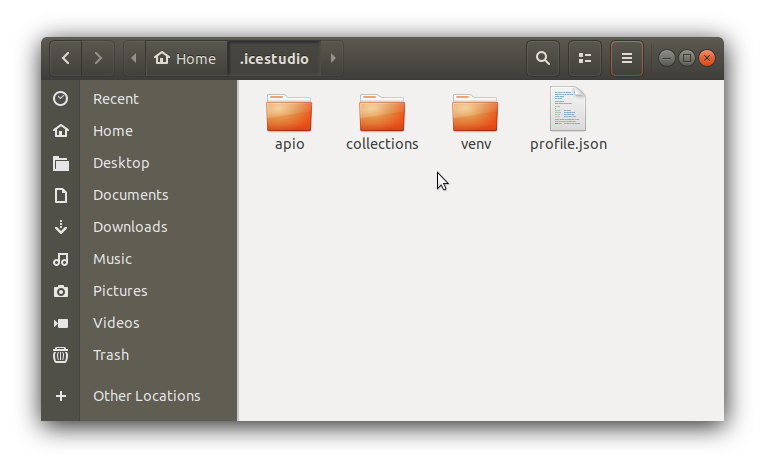 Home
.icestudio
Recent
Home
Desktop
Documents
Downloads
Music
Pictures
Videos
Trash
Other Locations
apio
collections
venv
profile.json